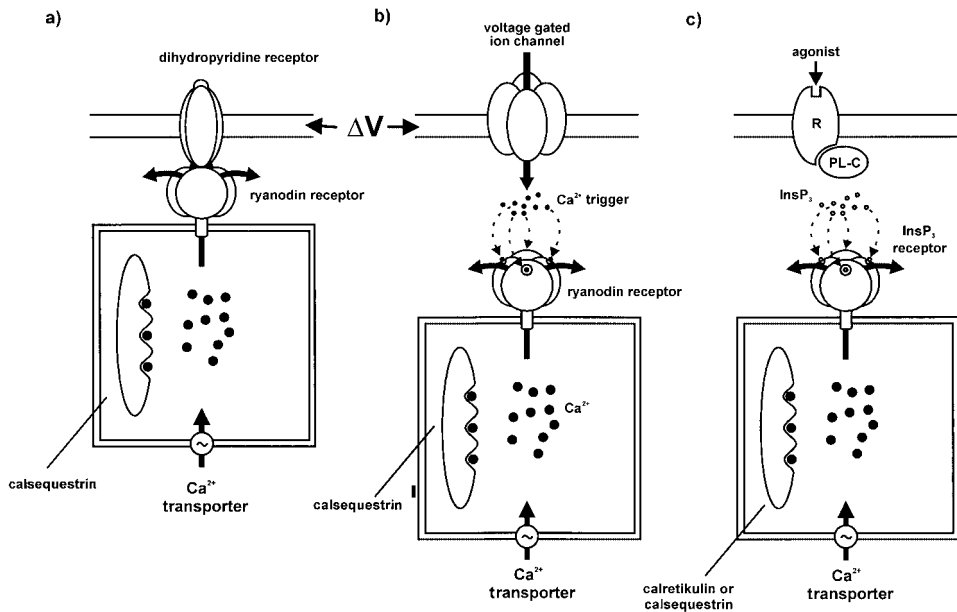 a)
dihydropyridine receptor
ΔV
ryanodin receptor
calsequestrin
~
Ca²⁺
transporter
b)
voltage gated
ion channel
Ca²⁺ trigger
ryanodin receptor
Ca²⁺
calsequestrin
~
Ca²⁺
transporter
c)
agonist
R
PL-C
InsP₃
InsP₃
receptor
calretikulin or
calsequestrin
~
Ca²⁺
transporter